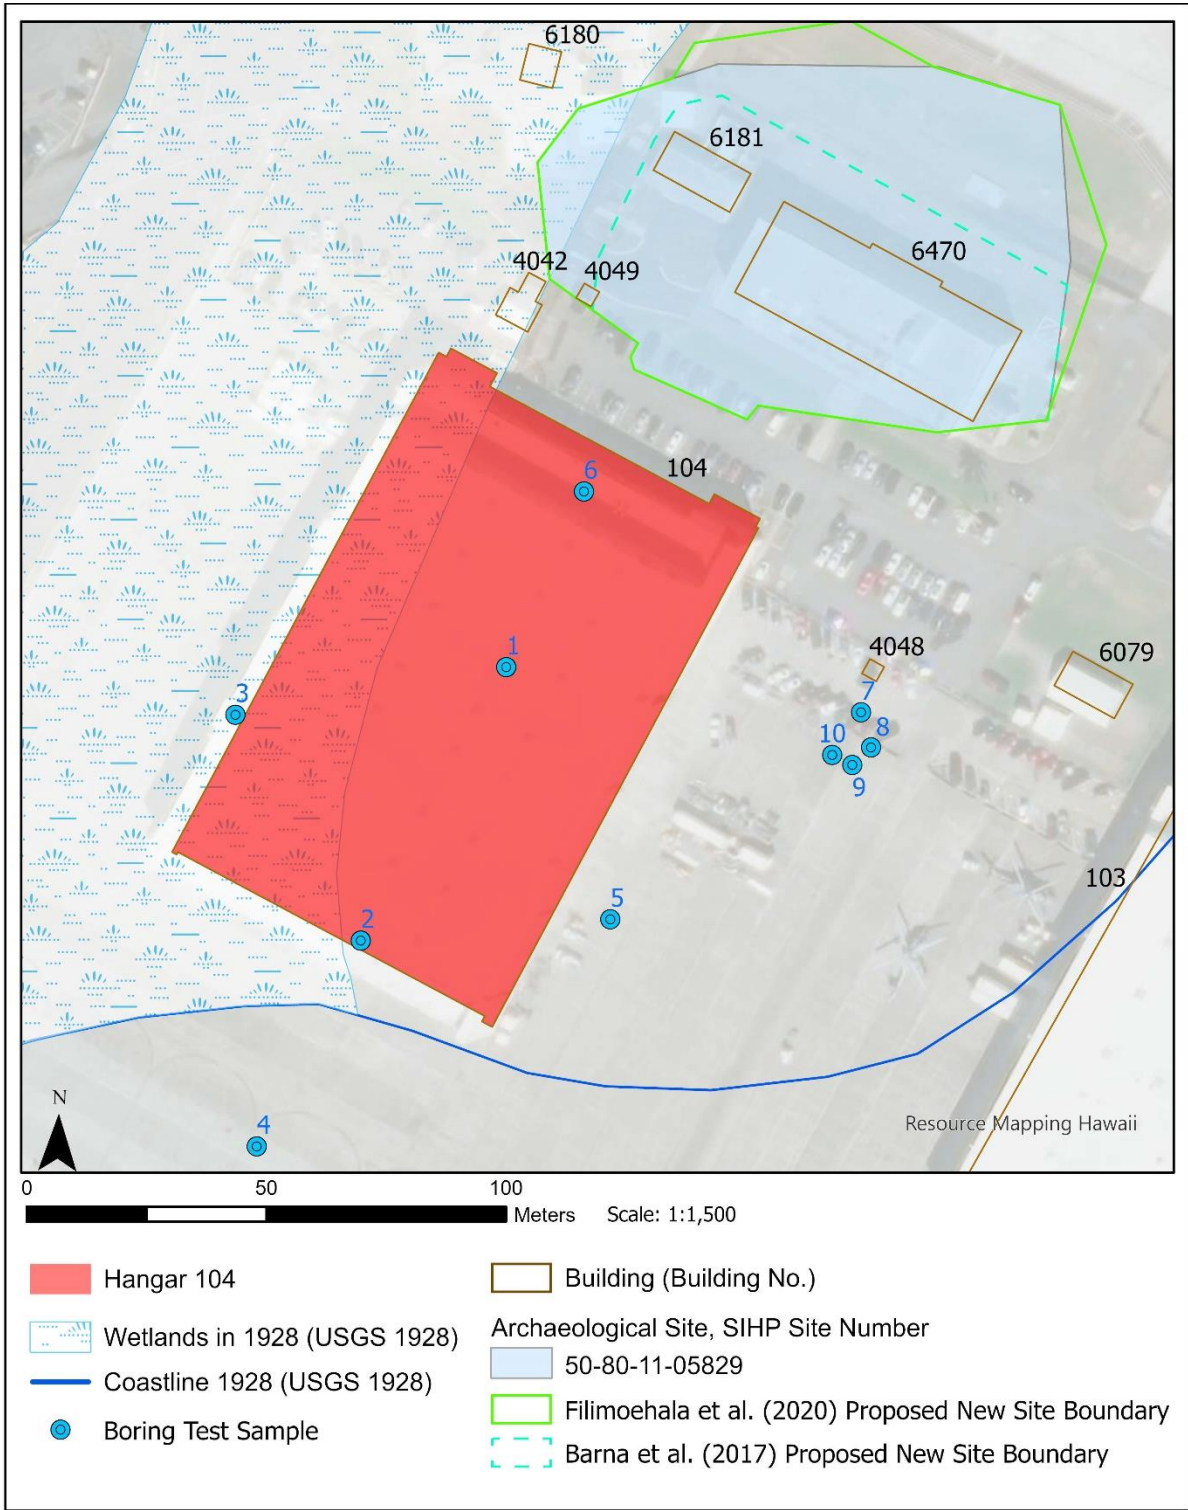 6180
6181
6470
4042
4049
104
6
1
3
4048
6079
7
10
8
9
103
5
2
N
4
Resource Mapping Hawaii
0 50 100
Meters Scale: 1:1,500
Hangar 104
Wetlands in 1928 (USGS 1928)
Coastline 1928 (USGS 1928)
Boring Test Sample
Building (Building No.)
Archaeological Site, SIHP Site Number
50-80-11-05829
Filimoehala et al. (2020) Proposed New Site Boundary
Barna et al. (2017) Proposed New Site Boundary